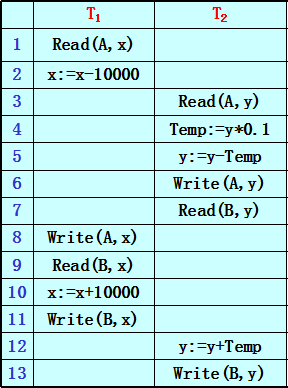 T₁ T₂
1 Read(A,x)
2 x:=x-10000
3 Read(A,y)
4 Temp:=y*0.1
5 y:=y-Temp
6 Write(A,y)
7 Read(B,y)
8 Write(A,x)
9 Read(B,x)
10 x:=x+10000
11 Write(B,x)
12 y:=y+Temp
13 Write(B,y)